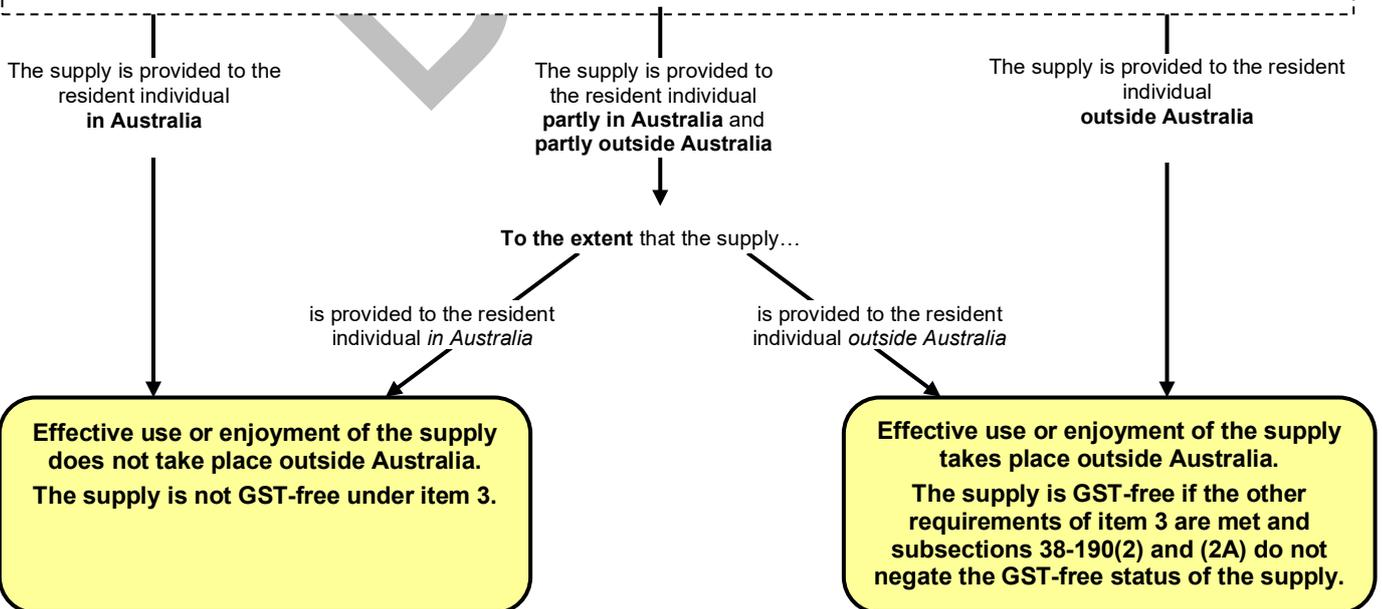 The supply is provided to the
resident individual
in Australia
The supply is provided to
the resident individual
partly in Australia and
partly outside Australia
The supply is provided to the resident
individual
outside Australia
To the extent that the supply…
is provided to the resident
individual in Australia
is provided to the resident
individual outside Australia
Effective use or enjoyment of the supply
does not take place outside Australia.
The supply is not GST-free under item 3.
Effective use or enjoyment of the supply
takes place outside Australia.
The supply is GST-free if the other
requirements of item 3 are met and
subsections 38-190(2) and (2A) do not
negate the GST-free status of the supply.